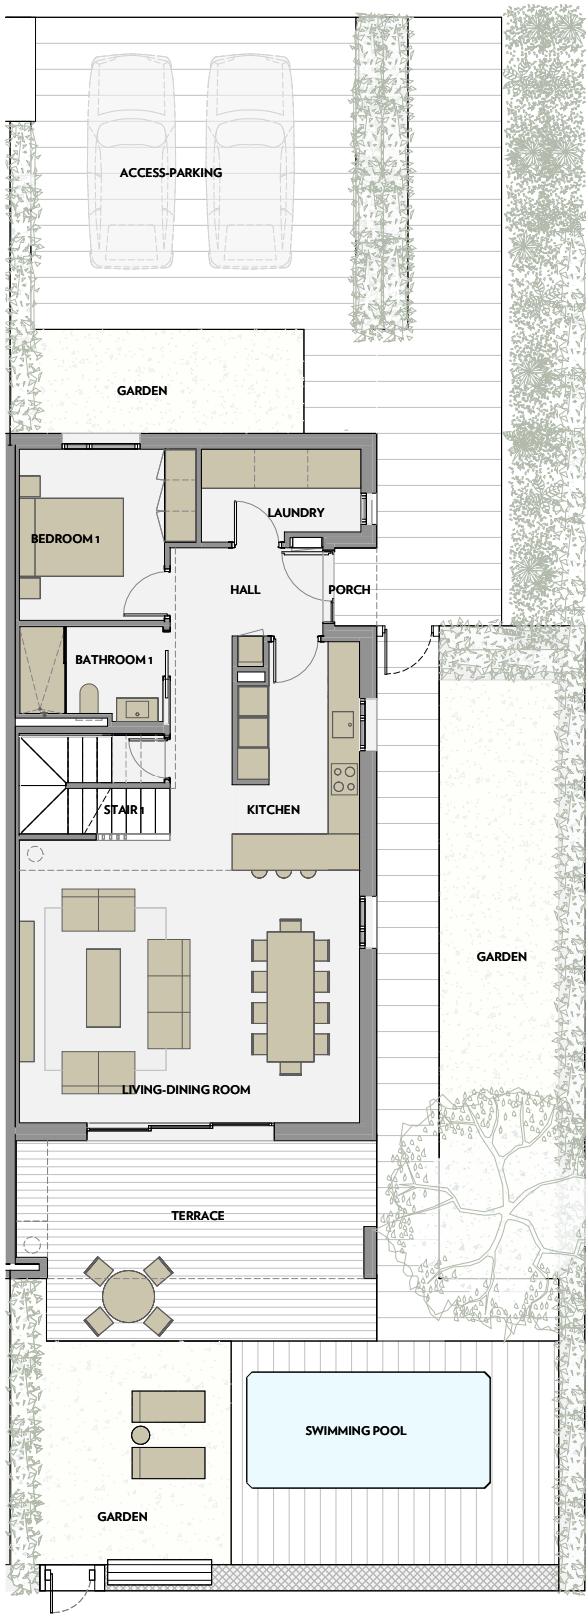 ACCESS-PARKING
GARDEN
LAUNDRY
BEDROOM 1
HALL
PORCH
BATHROOM 1
STAIR 1
KITCHEN
GARDEN
LIVING-DINING ROOM
TERRACE
SWIMMING POOL
GARDEN